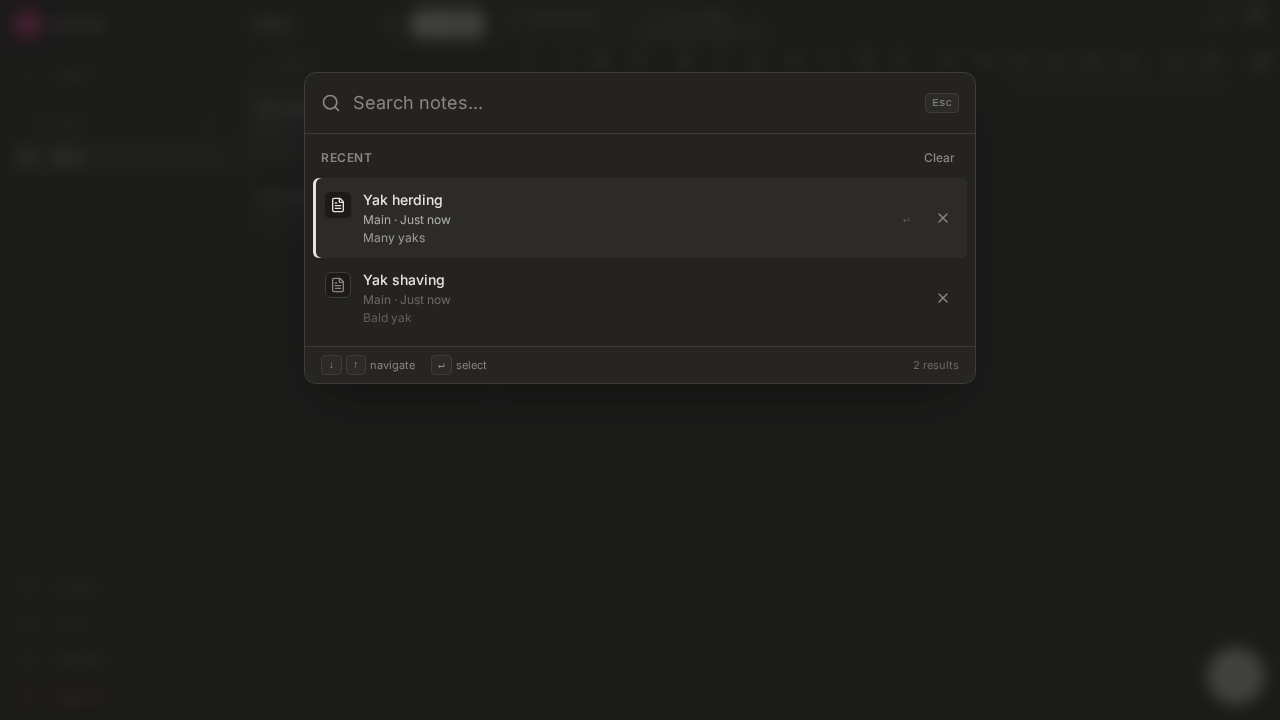 Search notes...
Esc
RECENT
Clear
Yak herding
Main · Just now
Many yaks
↵
Yak shaving
Main · Just now
Bald yak
↓ ↑ navigate ↵ select
2 results